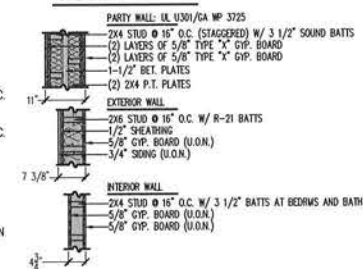 PARTY WALL: UL U301/GA WP 3725
2X4 STUD @ 16" O.C. (STAGGERED) W/ 3 1/2" SOUND BATTS
(2) LAYERS OF 5/8" TYPE "X" GYP. BOARD
(2) LAYERS OF 5/8" TYPE "X" GYP. BOARD
1-1/2" BET. PLATES
(2) 2X4 P.T. PLATES
11"
EXTERIOR WALL
2X6 STUD @ 16" O.C. W/ R-21 BATTS
1/2" SHEATHING
5/8" GYP. BOARD (U.O.N.)
3/4" SIDING (U.O.N.)
7 3/8"
INTERIOR WALL
2X4 STUD @ 16" O.C. W/ 3 1/2" BATTS AT BEDRMS AND BATH
5/8" GYP. BOARD (U.O.N.)
5/8" GYP. BOARD (U.O.N.)